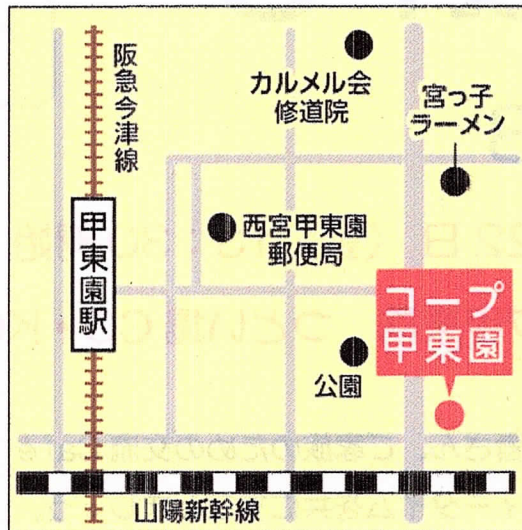 阪急今津線
カルメル会
修道院
宮っ子
ラーメン
甲東園駅
西宮甲東園
郵便局
コープ
甲東園
公園
山陽新幹線